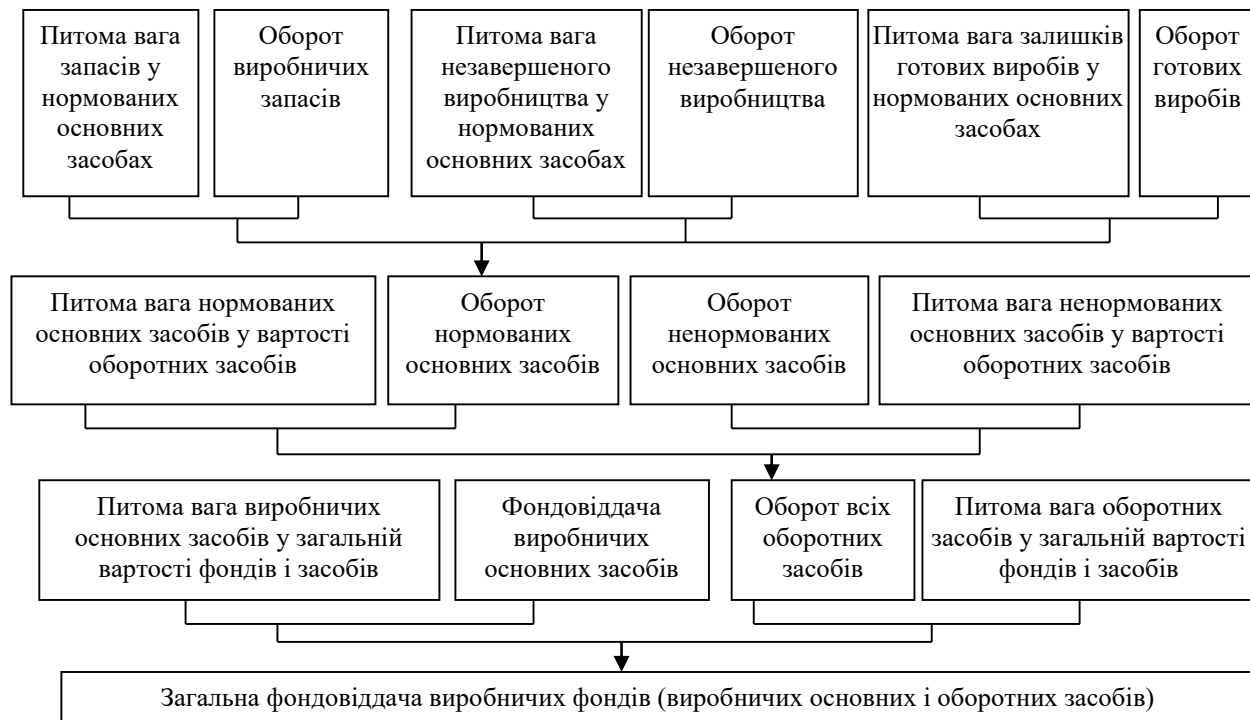 Питома вага
запасів у
нормованих
основних
засобах
Оборот
виробничих
запасів
Питома вага
незавершеного
виробництва у
нормованих
основних засобах
Оборот
незавершеного
виробництва
Питома вага залишків
готових виробів у
нормованих основних
засобах
Оборот
готових
виробів
Питома вага нормованих
основних засобів у вартості
оборотних засобів
Оборот
нормованих
основних засобів
Оборот
ненормованих
основних засобів
Питома вага ненормованих
основних засобів у вартості
оборотних засобів
Питома вага виробничих
основних засобів у загальній
вартості фондів і засобів
Фондовіддача
виробничих
основних засобів
Оборот всіх
оборотних
засобів
Питома вага оборотних
засобів у загальній вартості
фондів і засобів
Загальна фондовіддача виробничих фондів (виробничих основних і оборотних засобів)